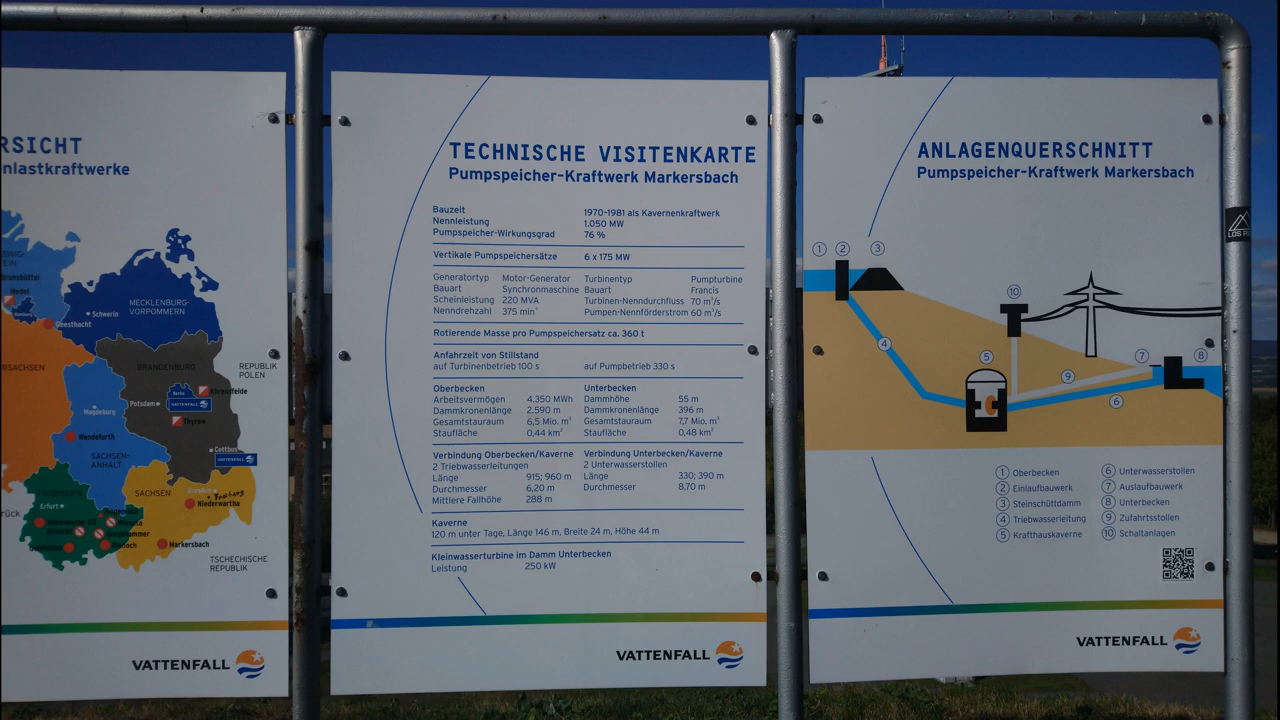 RSICHT
nlastkraftwerke
Brunsbüttel
Wedel
Geesthacht
Schwerin
MECKLENBURG-
VORPOMMERN
RSACHSEN
BRANDENBURG
REPUBLIK
POLEN
Berlin
VATTENFALL
Ahrensfelde
Potsdam
Magdeburg
Thyrow
Wendefurth
Cottbus
VATTENFALL
SACHSEN-
ANHALT
THÜRINGEN
SACHSEN
Dresden
Erfurt
Niederwartha
Markersbach
rück
TSCHECHISCHE
REPUBLIK
VATTENFALL
TECHNISCHE VISITENKARTE
Pumpspeicher-Kraftwerk Markersbach
Bauzeit 1970-1981 als Kavernenkraftwerk
Nennleistung 1.050 MW
Pumpspeicher-Wirkungsgrad 76 %
Vertikale Pumpspeichersätze 6 x 175 MW
Generatortyp Motor-Generator Turbinentyp Pumpturbine
Bauart Synchronmaschine Bauart Francis
Scheinleistung 220 MVA Turbinen-Nenndurchfluss 70 m³/s
Nenndrehzahl 375 min⁻ Pumpen-Nennförderstrom 60 m³/s
Rotierende Masse pro Pumpspeichersatz ca. 360 t
Anfahrzeit von Stillstand
auf Turbinenbetrieb 100 s auf Pumpbetrieb 330 s
Oberbecken Unterbecken
Arbeitsvermögen 4.350 MWh Dammhöhe 55 m
Dammkronenlänge 2.590 m Dammkronenlänge 396 m
Gesamtstauraum 6,5 Mio. m³ Gesamtstauraum 7,7 Mio. m³
Staufläche 0,44 km² Staufläche 0,48 km²
Verbindung Oberbecken/Kaverne Verbindung Unterbecken/Kaverne
2 Triebwasserleitungen 2 Unterwasserstollen
Länge 915; 960 m Länge 330; 390 m
Durchmesser 6,20 m Durchmesser 8,70 m
Mittlere Fallhöhe 288 m
Kaverne
120 m unter Tage, Länge 146 m, Breite 24 m, Höhe 44 m
Kleinwasserturbine im Damm Unterbecken
Leistung 250 kW
VATTENFALL
ANLAGENQUERSCHNITT
Pumpspeicher-Kraftwerk Markersbach
1 2 3
10
4
5
7 8
9
6
1 Oberbecken
2 Einlaufbauwerk
3 Steinschüttdamm
4 Triebwasserleitung
5 Krafthauskaverne
6 Unterwasserstollen
7 Auslaufbauwerk
8 Unterbecken
9 Zufahrtsstollen
10 Schaltanlagen
VATTENFALL